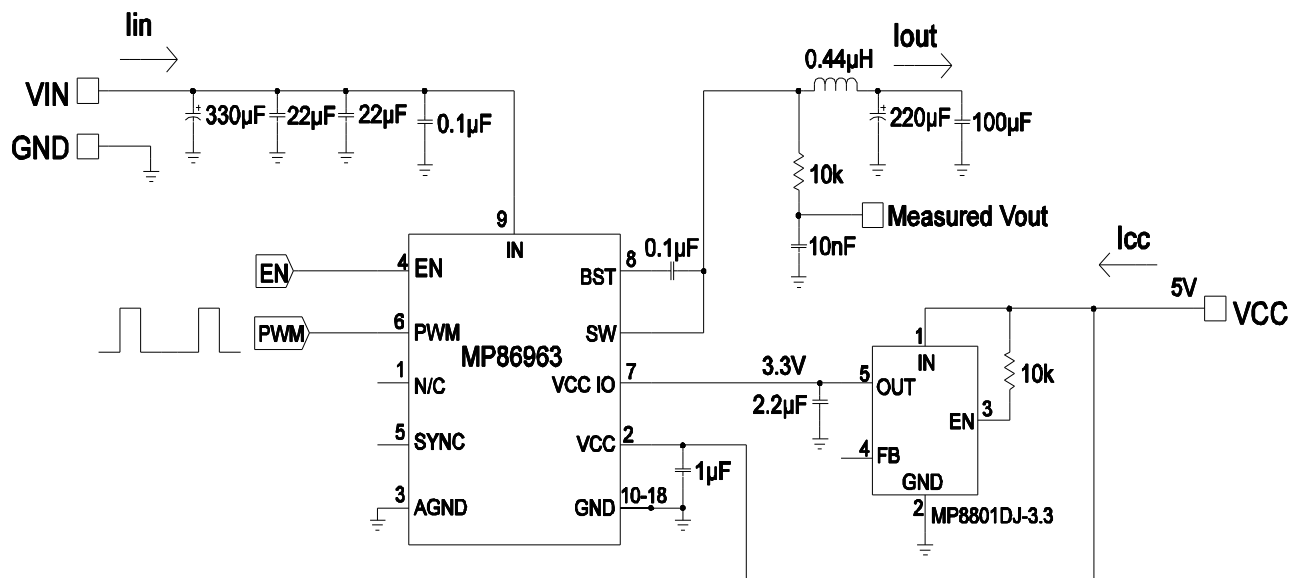 Iin
Iout
0.44µH
VIN
330µF
22µF
22µF
0.1µF
220µF
100µF
GND
10k
Measured Vout
9
IN
0.1µF
10nF
Icc
EN
4
EN
8
BST
5V
VCC
PWM
6
PWM
SW
1
IN
MP86963
7
3.3V
5
OUT
10k
1
N/C
VCC IO
2.2µF
EN
3
5
SYNC
2
VCC
4
FB
1µF
GND
3
AGND
GND
10-18
2
MP8801DJ-3.3